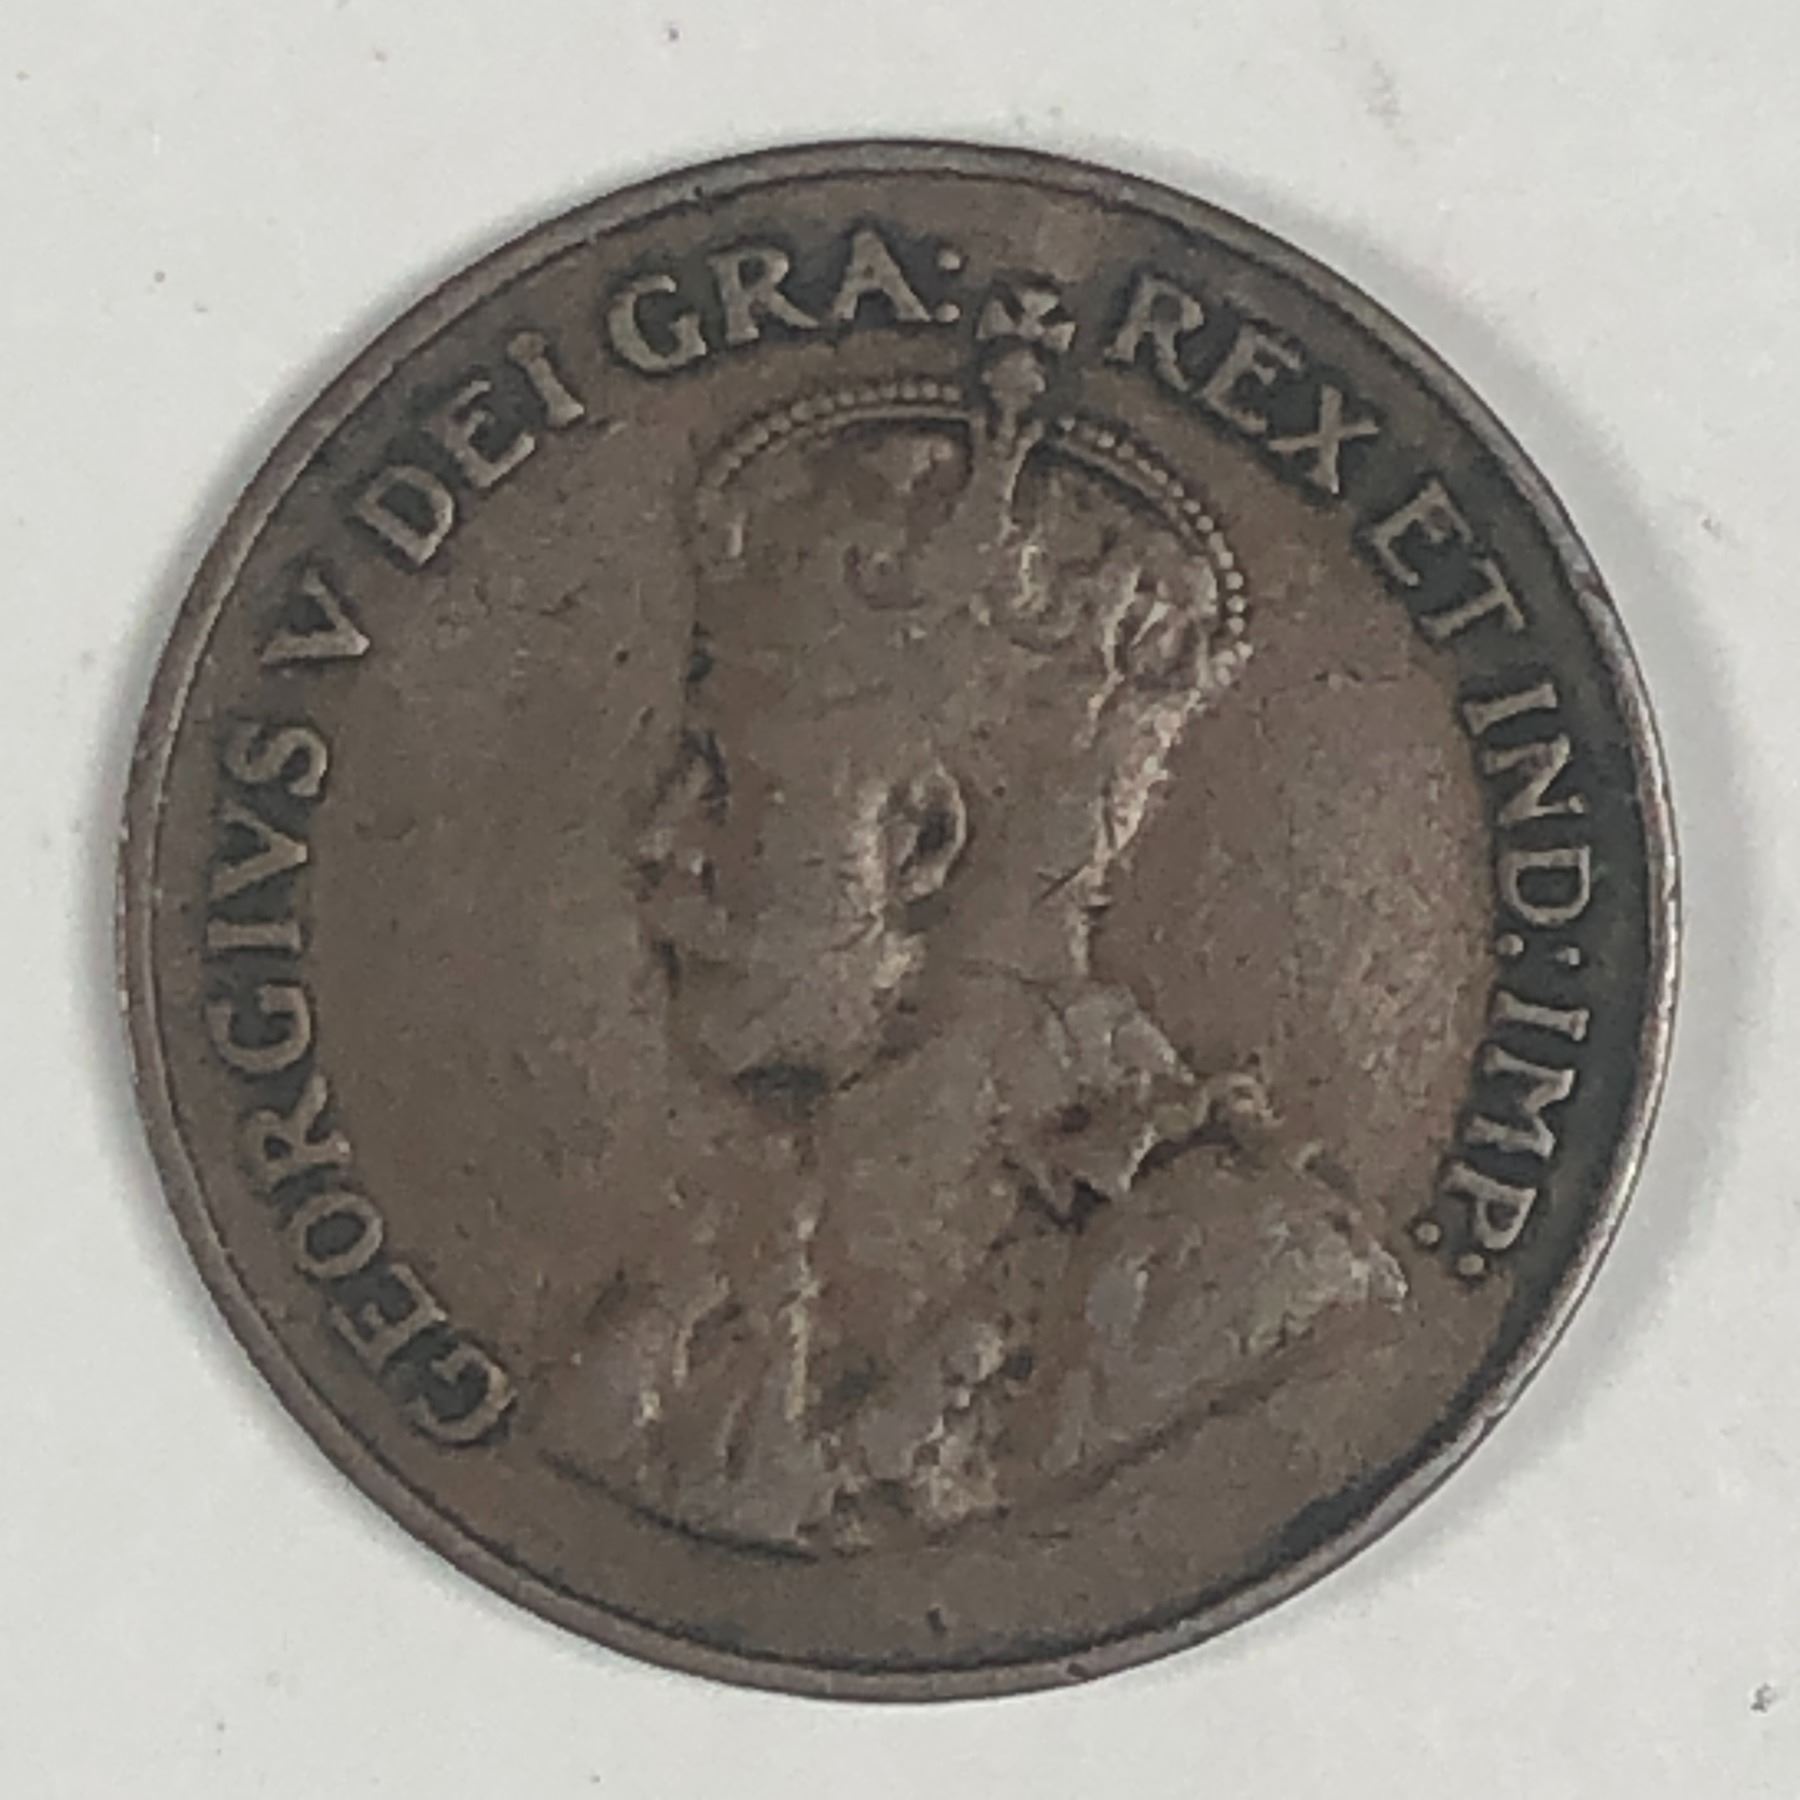 GEORGIVS V DEI GRA: REX ET IND: IMP: